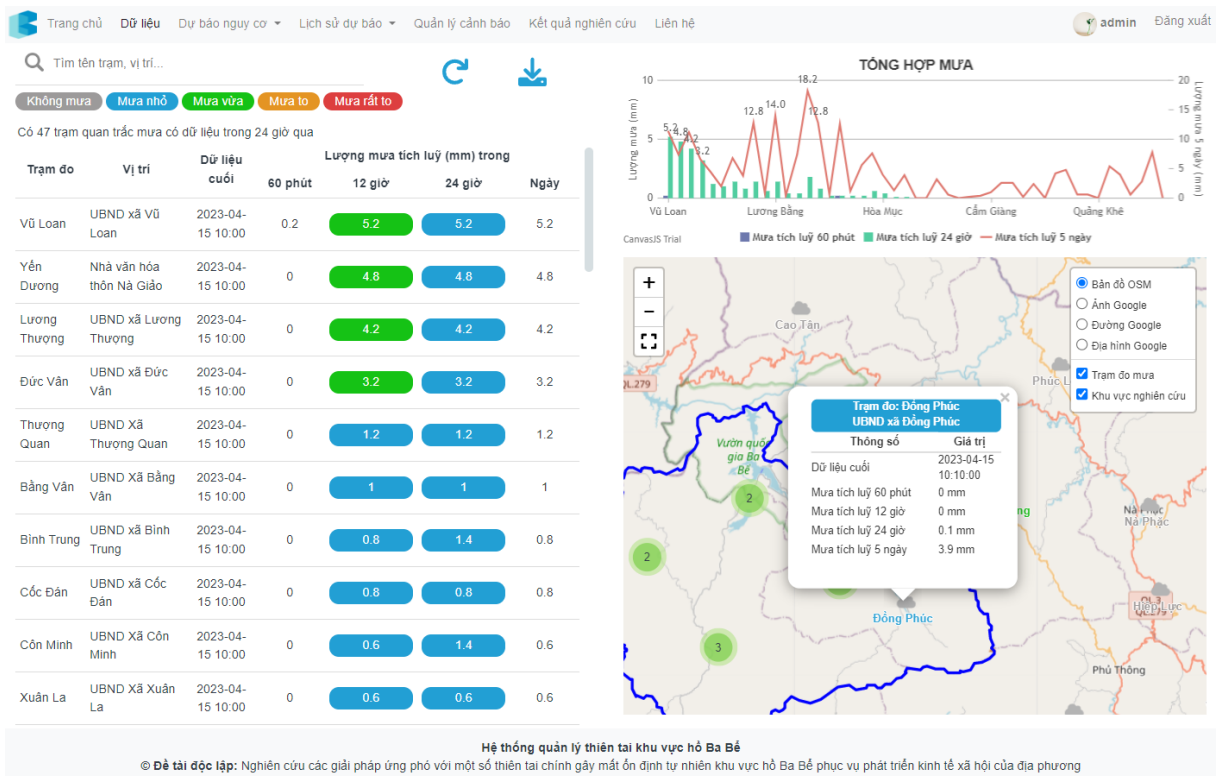 Trang chủ Dữ liệu Dự báo nguy cơ Lịch sử dự báo Quản lý cảnh báo Kết quả nghiên cứu Liên hệ admin Đăng xuất
Tìm tên trạm, vị trí...
Không mưa Mưa nhỏ Mưa vừa Mưa to Mưa rất to
Có 47 trạm quan trắc mưa có dữ liệu trong 24 giờ qua
Trạm đo Vị trí Dữ liệu cuối Lượng mưa tích luỹ (mm) trong
60 phút 12 giờ 24 giờ Ngày
Vũ Loan UBND xã Vũ Loan 2023-04-15 10:00 0.2 5.2 5.2 5.2
Yến Dương Nhà văn hóa thôn Nà Giảo 2023-04-15 10:00 0 4.8 4.8 4.8
Lương Thượng UBND xã Lương Thượng 2023-04-15 10:00 0 4.2 4.2 4.2
Đức Vân UBND xã Đức Vân 2023-04-15 10:00 0 3.2 3.2 3.2
Thượng Quan UBND Xã Thượng Quan 2023-04-15 10:00 0 1.2 1.2 1.2
Bằng Vân UBND Xã Bằng Vân 2023-04-15 10:00 0 1 1 1
Bình Trung UBND xã Bình Trung 2023-04-15 10:00 0 0.8 1.4 0.8
Cốc Đán UBND xã Cốc Đán 2023-04-15 10:00 0 0.8 0.8 0.8
Côn Minh UBND Xã Côn Minh 2023-04-15 10:00 0 0.6 1.4 0.6
Xuân La UBND Xã Xuân La 2023-04-15 10:00 0 0.6 0.6 0.6
TỔNG HỢP MƯA
Lượng mưa (mm)
10
5
0
5.2
4.8
4.2
3.2
12.8
14.0
18.2
12.8
20
15
10
5
0
Lượng mưa 5 ngày (mm)
Vũ Loan Lương Bằng Hòa Mục Cẩm Giàng Quảng Khê
CanvasJS Trial
Mưa tích luỹ 60 phút Mưa tích luỹ 24 giờ Mưa tích luỹ 5 ngày
+
−
Bản đồ OSM
Ảnh Google
Đường Google
Địa hình Google
Trạm đo mưa
Khu vực nghiên cứu
Cao Tân
QL.279
Phúc L
Vườn quốc
gia Ba
Bể
2
2
3
Trạm đo: Đồng Phúc
UBND xã Đồng Phúc
×
Thông số Giá trị
Dữ liệu cuối 2023-04-15 10:10:00
Mưa tích luỹ 60 phút 0 mm
Mưa tích luỹ 12 giờ 0 mm
Mưa tích luỹ 24 giờ 0.1 mm
Mưa tích luỹ 5 ngày 3.9 mm
ng
Nà Phặc
Nà Phặc
Đồng Phúc
QL.3
QL.279
Hiệp Lực
Phủ Thông
Hệ thống quản lý thiên tai khu vực hồ Ba Bể
© Đề tài độc lập: Nghiên cứu các giải pháp ứng phó với một số thiên tai chính gây mất ổn định tự nhiên khu vực hồ Ba Bể phục vụ phát triển kinh tế xã hội của địa phương